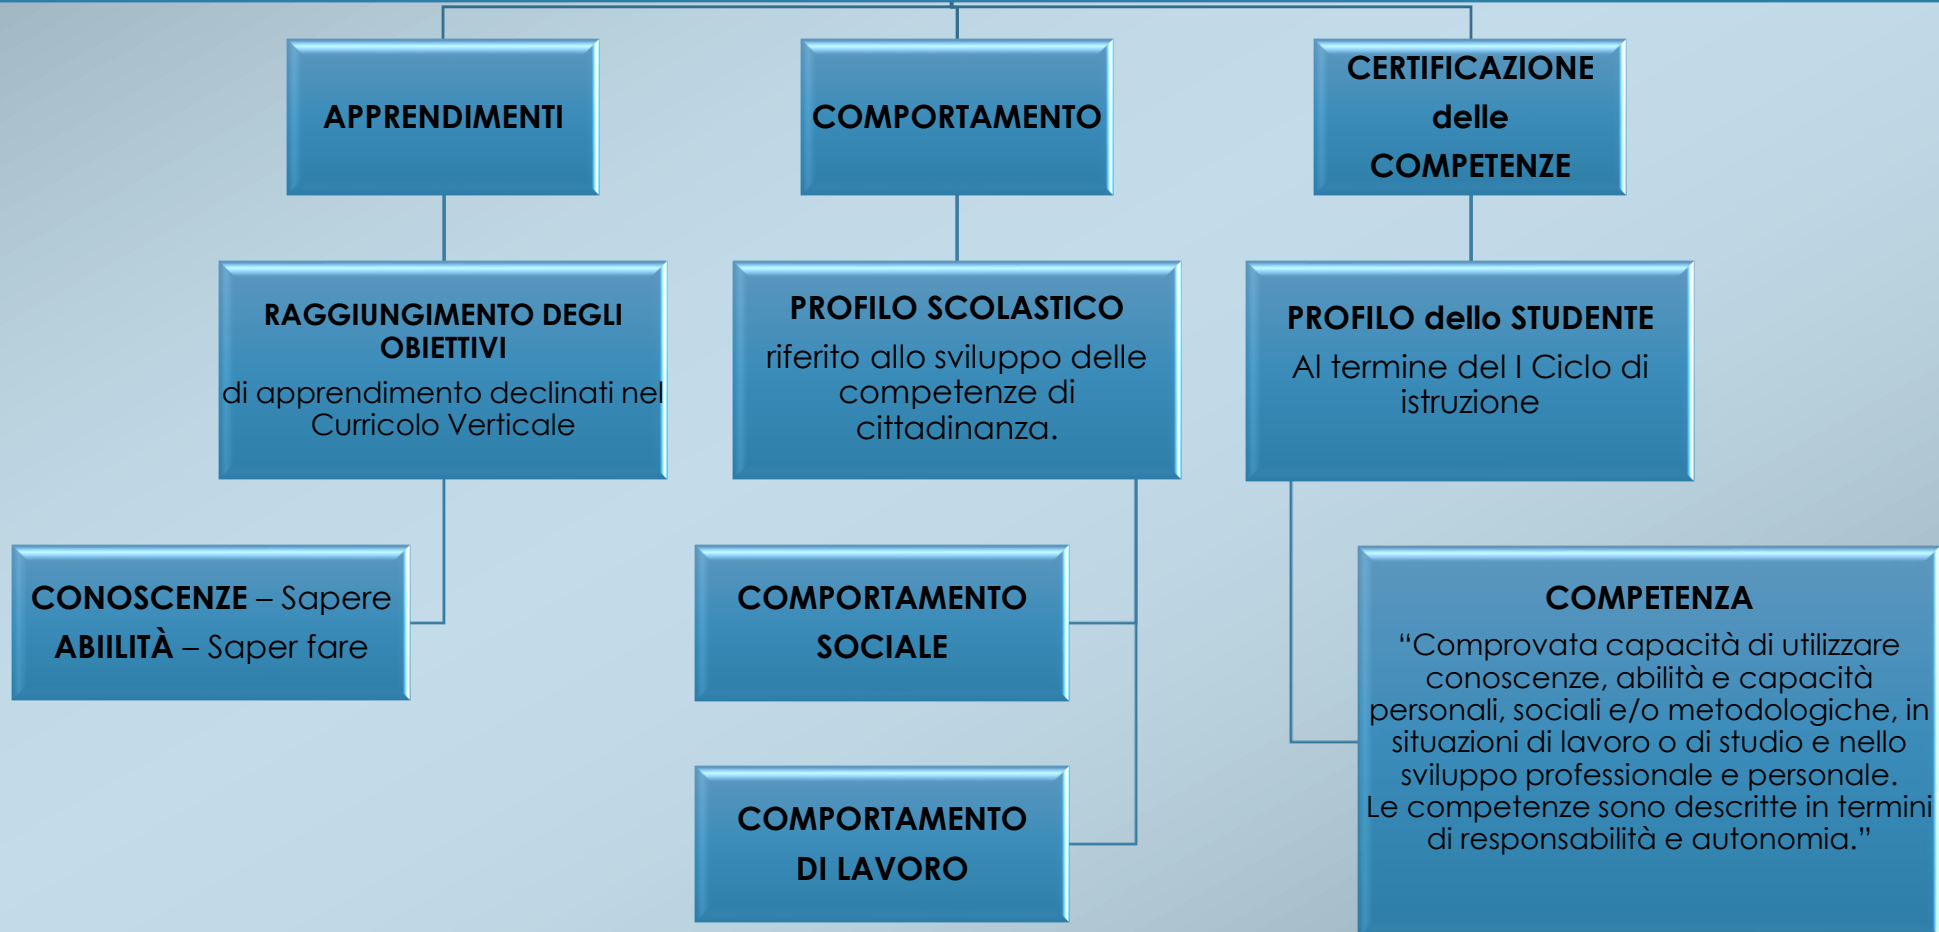 APPRENDIMENTI
COMPORTAMENTO
CERTIFICAZIONE
delle
COMPETENZE
RAGGIUNGIMENTO DEGLI
OBIETTIVI
di apprendimento declinati nel
Curricolo Verticale
PROFILO SCOLASTICO
riferito allo sviluppo delle
competenze di
cittadinanza.
PROFILO dello STUDENTE
Al termine del I Ciclo di
istruzione
CONOSCENZE – Sapere
ABIILITÀ – Saper fare
COMPORTAMENTO
SOCIALE
COMPORTAMENTO
DI LAVORO
COMPETENZA
“Comprovata capacità di utilizzare
conoscenze, abilità e capacità
personali, sociali e/o metodologiche, in
situazioni di lavoro o di studio e nello
sviluppo professionale e personale.
Le competenze sono descritte in termini
di responsabilità e autonomia.”